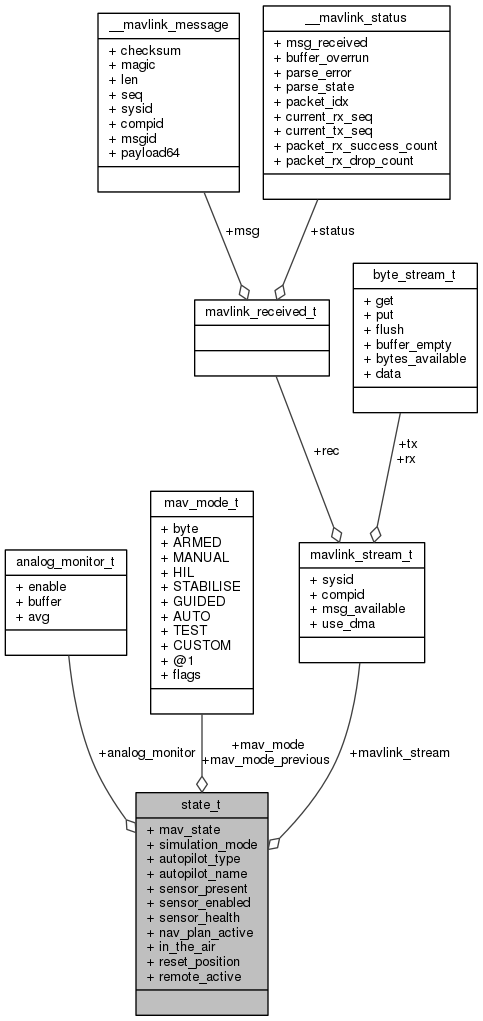 __mavlink_message
+ checksum
+ magic
+ len
+ seq
+ sysid
+ compid
+ msgid
+ payload64
__mavlink_status
+ msg_received
+ buffer_overrun
+ parse_error
+ parse_state
+ packet_idx
+ current_rx_seq
+ current_tx_seq
+ packet_rx_success_count
+ packet_rx_drop_count
+msg
+status
mavlink_received_t
byte_stream_t
+ get
+ put
+ flush
+ buffer_empty
+ bytes_available
+ data
+rec
+tx
+rx
analog_monitor_t
+ enable
+ buffer
+ avg
mav_mode_t
+ byte
+ ARMED
+ MANUAL
+ HIL
+ STABILISE
+ GUIDED
+ AUTO
+ TEST
+ CUSTOM
+ @1
+ flags
mavlink_stream_t
+ sysid
+ compid
+ msg_available
+ use_dma
+analog_monitor
+mav_mode
+mav_mode_previous
+mavlink_stream
state_t
+ mav_state
+ simulation_mode
+ autopilot_type
+ autopilot_name
+ sensor_present
+ sensor_enabled
+ sensor_health
+ nav_plan_active
+ in_the_air
+ reset_position
+ remote_active